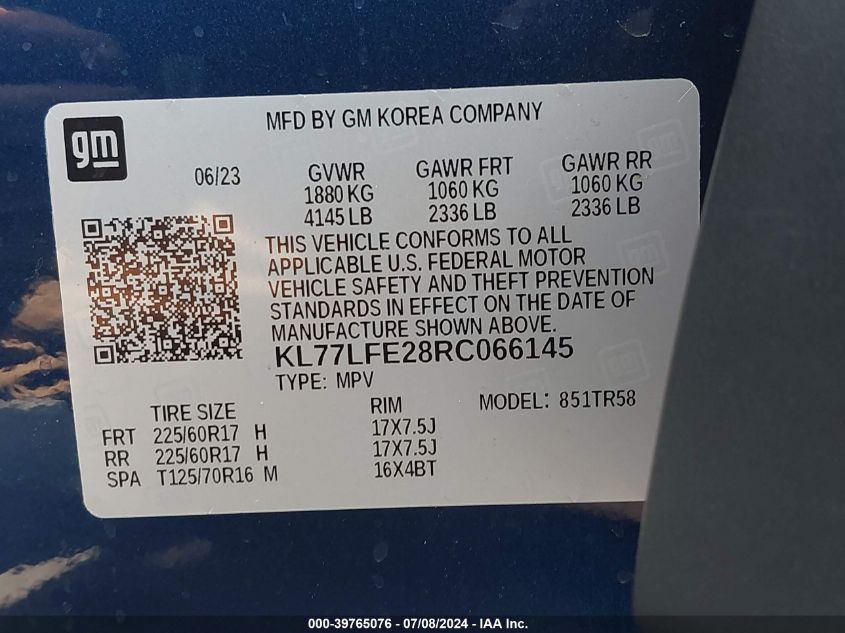 gm
MFD BY GM KOREA COMPANY
06/23
GVWR GAWR FRT GAWR RR
1880 KG 1060 KG 1060 KG
4145 LB 2336 LB 2336 LB
THIS VEHICLE CONFORMS TO ALL
APPLICABLE U.S. FEDERAL MOTOR
VEHICLE SAFETY AND THEFT PREVENTION
STANDARDS IN EFFECT ON THE DATE OF
MANUFACTURE SHOWN ABOVE.
KL77LFE28RC066145
TYPE: MPV
MODEL: 851TR58
TIRE SIZE RIM
FRT 225/60R17 H 17X7.5J
RR 225/60R17 H 17X7.5J
SPA T125/70R16 M 16X4BT
000-39765076 - 07/08/2024 - IAA Inc.